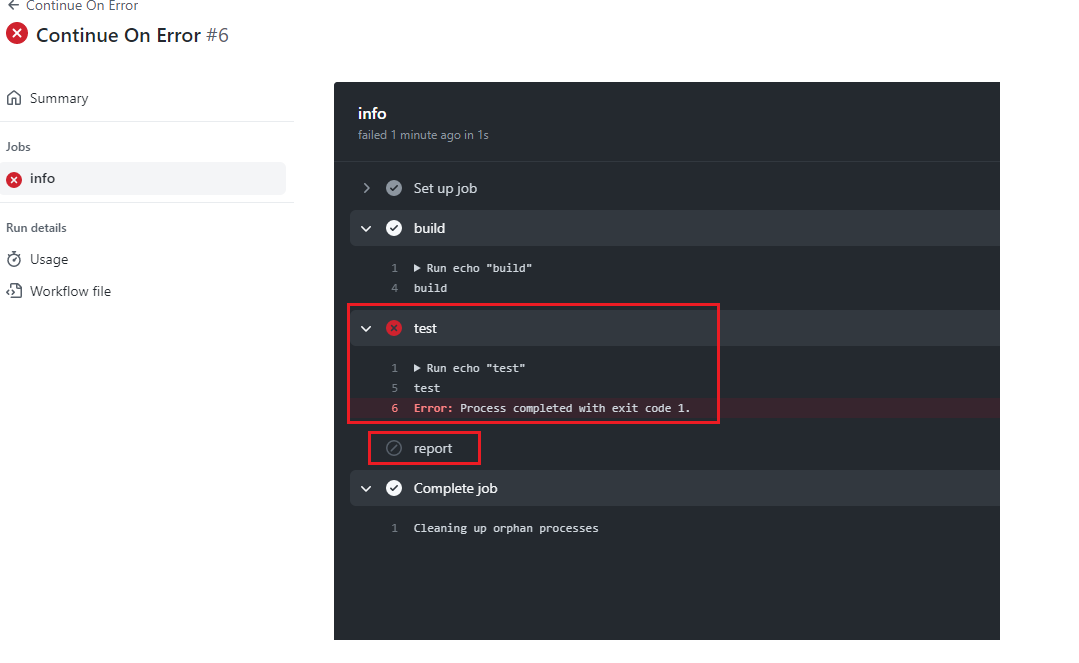 Continue On Error
Continue On Error #6
Summary
Jobs
info
Run details
Usage
Workflow file
info
failed 1 minute ago in 1s
Set up job
build
1 Run echo "build"
4 build
test
1 Run echo "test"
5 test
6 Error: Process completed with exit code 1.
report
Complete job
1 Cleaning up orphan processes